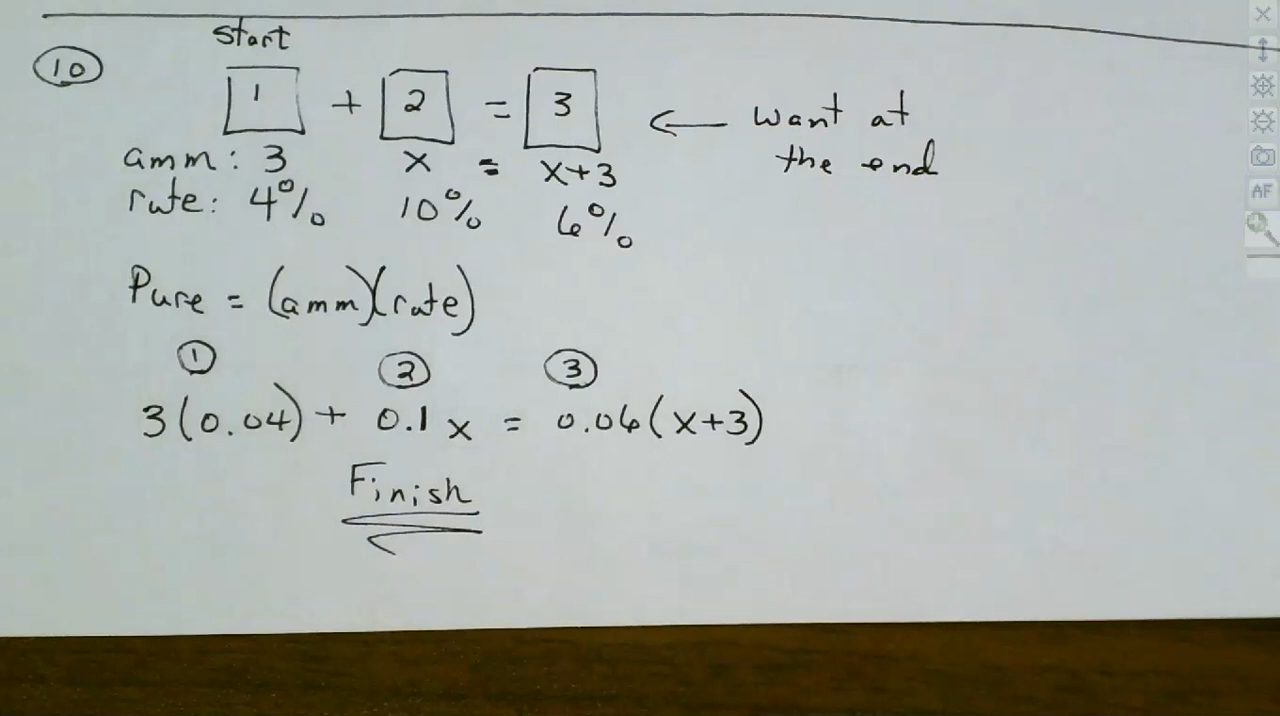 start
10
1 + 2 = 3 ← want at
the end
amm: 3 x = x+3
rate: 4% 10% 6%
Pure = (amm)(rate)
1 2 3
3(0.04) + 0.1x = 0.06(x+3)
Finish
AF